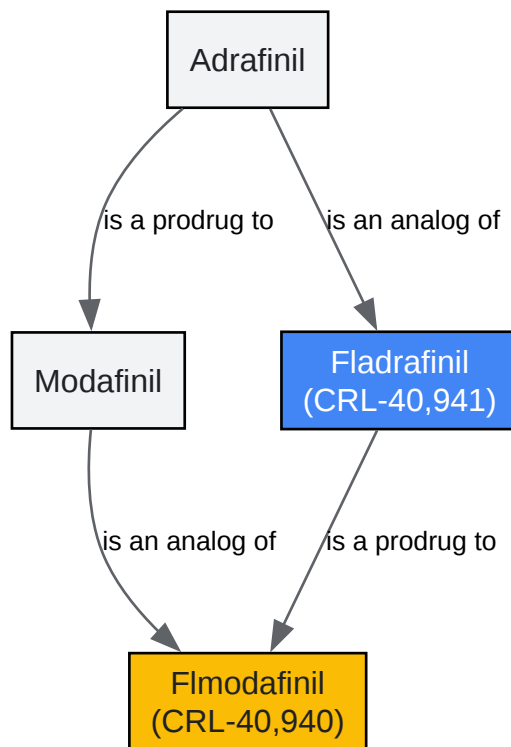 Adrafinil
is a prodrug to
is an analog of
Modafinil
Fladrafinil
(CRL-40,941)
is an analog of
is a prodrug to
Flmodafinil
(CRL-40,940)